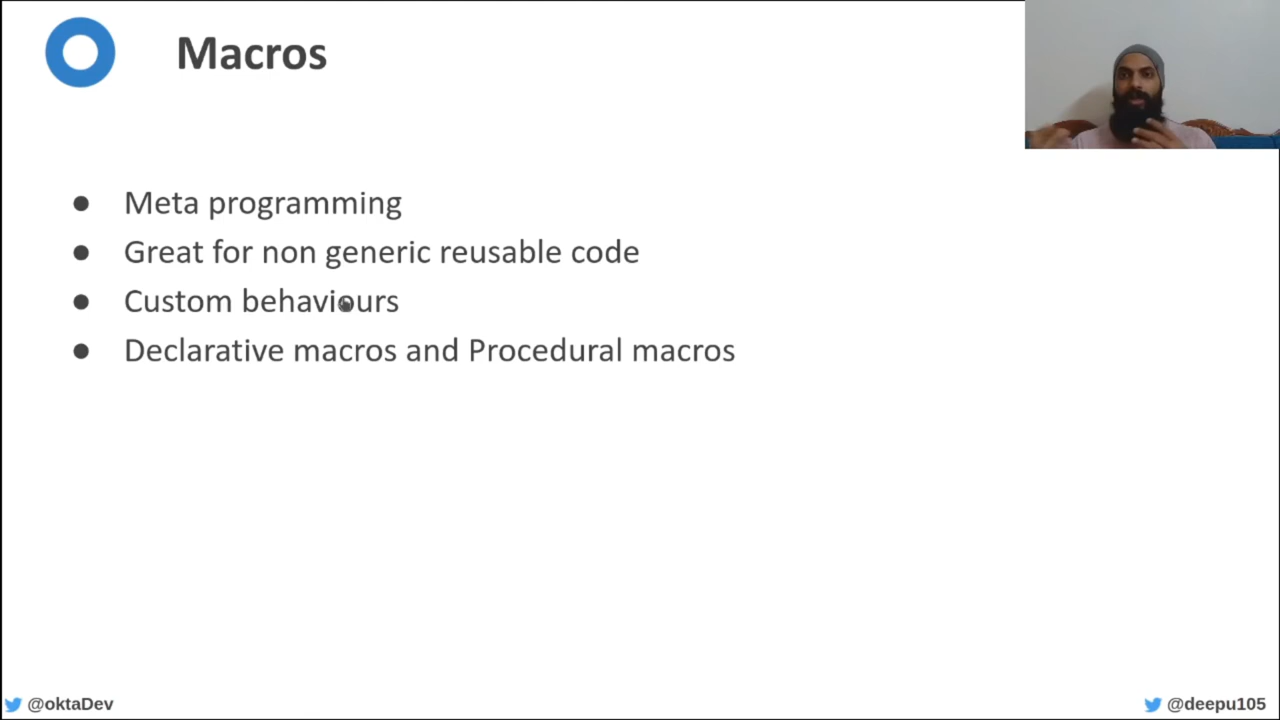 Macros
● Meta programming
● Great for non generic reusable code
● Custom behaviours
● Declarative macros and Procedural macros
@oktaDev
@deepu105